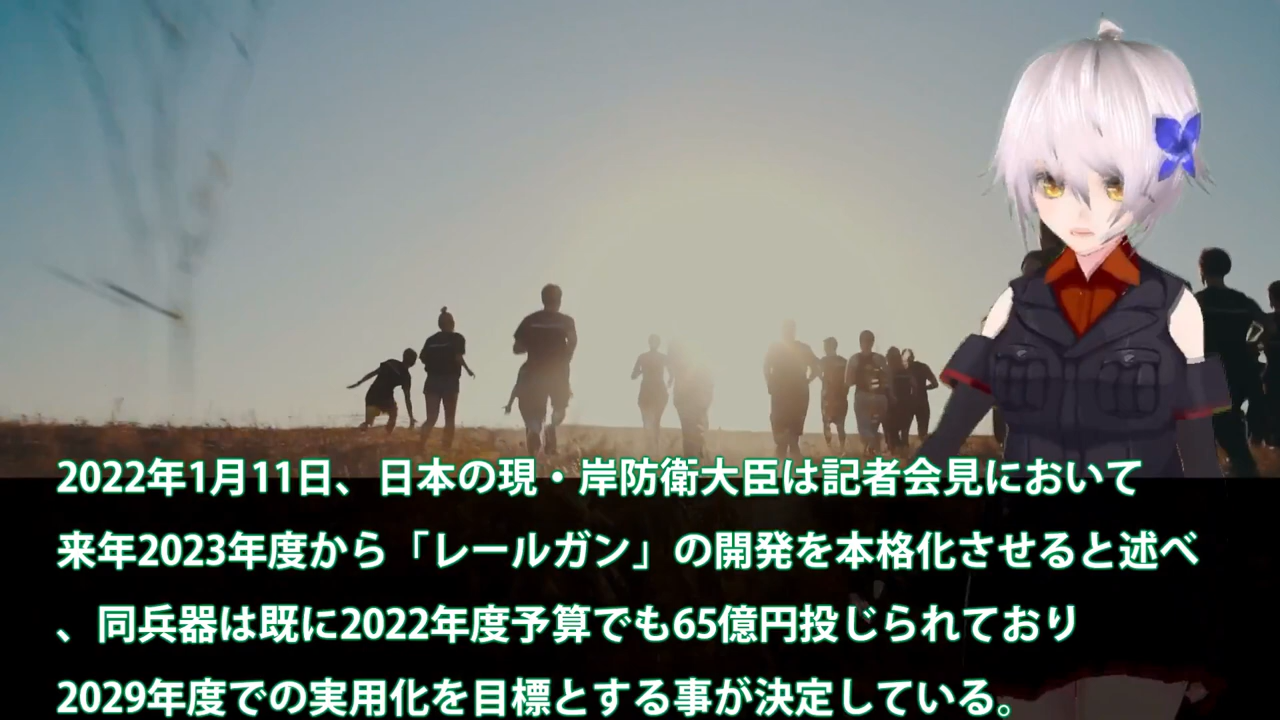 2022年1月11日、日本の現・岸防衛大臣は記者会見において
来年2023年度から「レールガン」の開発を本格化させると述べ
、同兵器は既に2022年度予算でも65億円投じられており
2029年度での実用化を目標とする事が決定している。